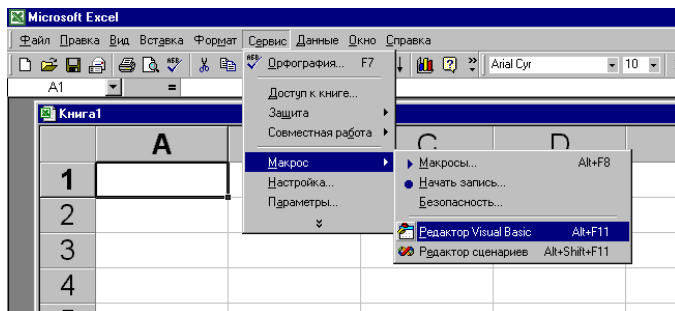 Microsoft Excel
Файл Правка Вид Вставка Формат Сервис Данные Окно Справка
Arial Cyr 10
A1 =
Орфография... F7
Доступ к книге...
Защита
Совместная работа
Макрос
Настройка...
Параметры...
Макросы... Alt+F8
Начать запись...
Безопасность...
Редактор Visual Basic Alt+F11
Редактор сценариев Alt+Shift+F11
Книга1
A C D
1
2
3
4